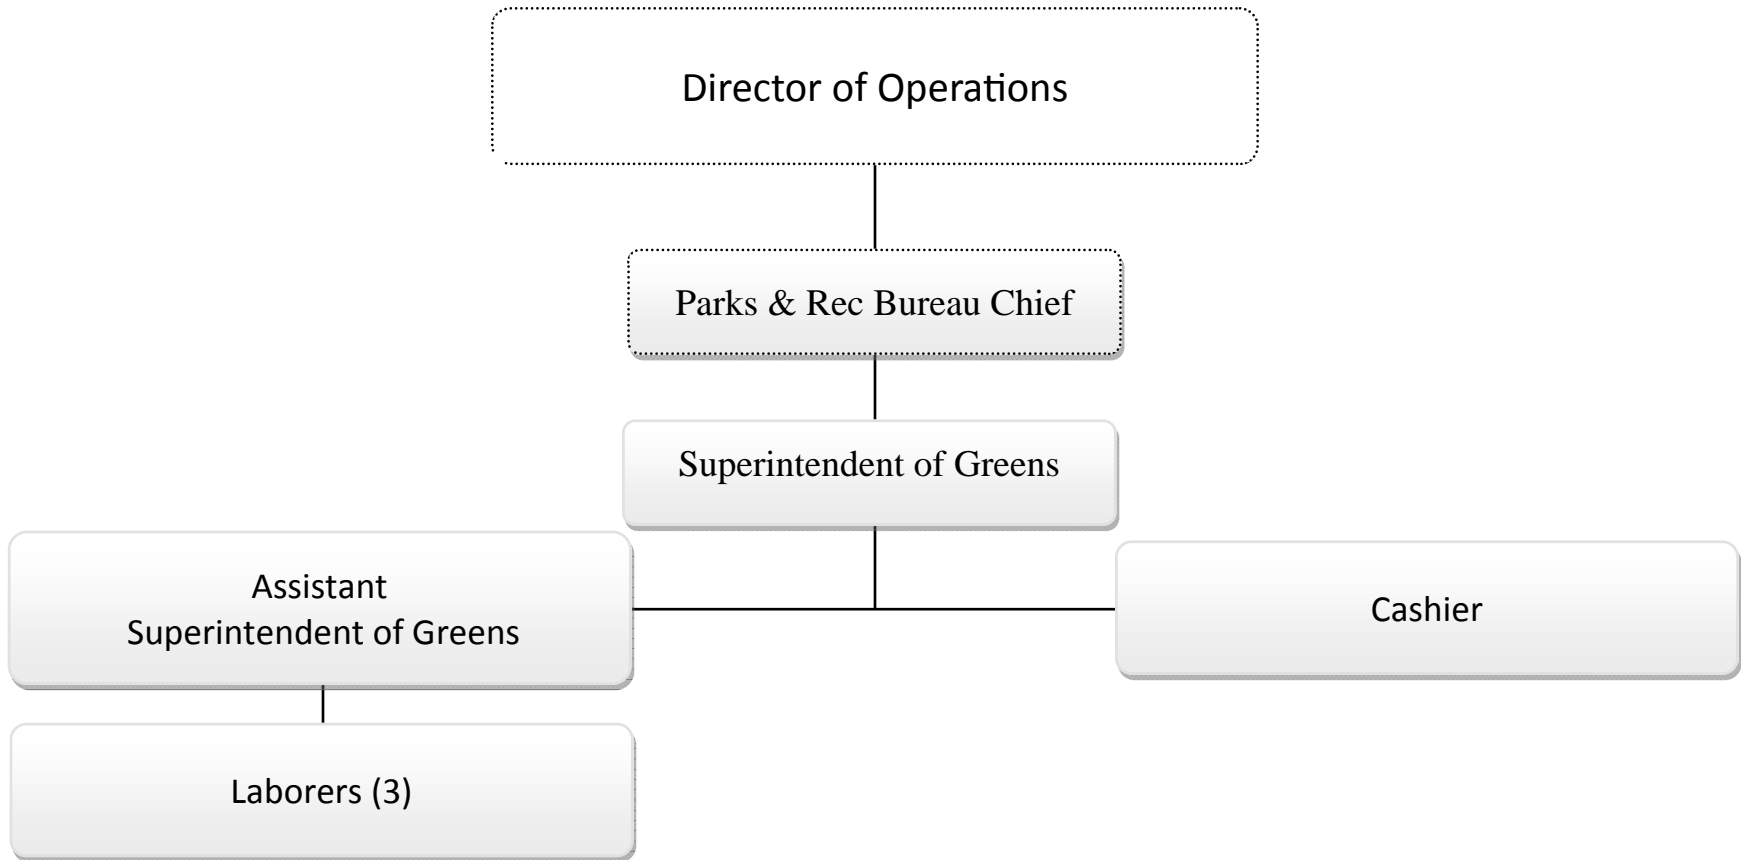 Director of Operations
Parks & Rec Bureau Chief
Superintendent of Greens
Assistant
Superintendent of Greens
Cashier
Laborers (3)